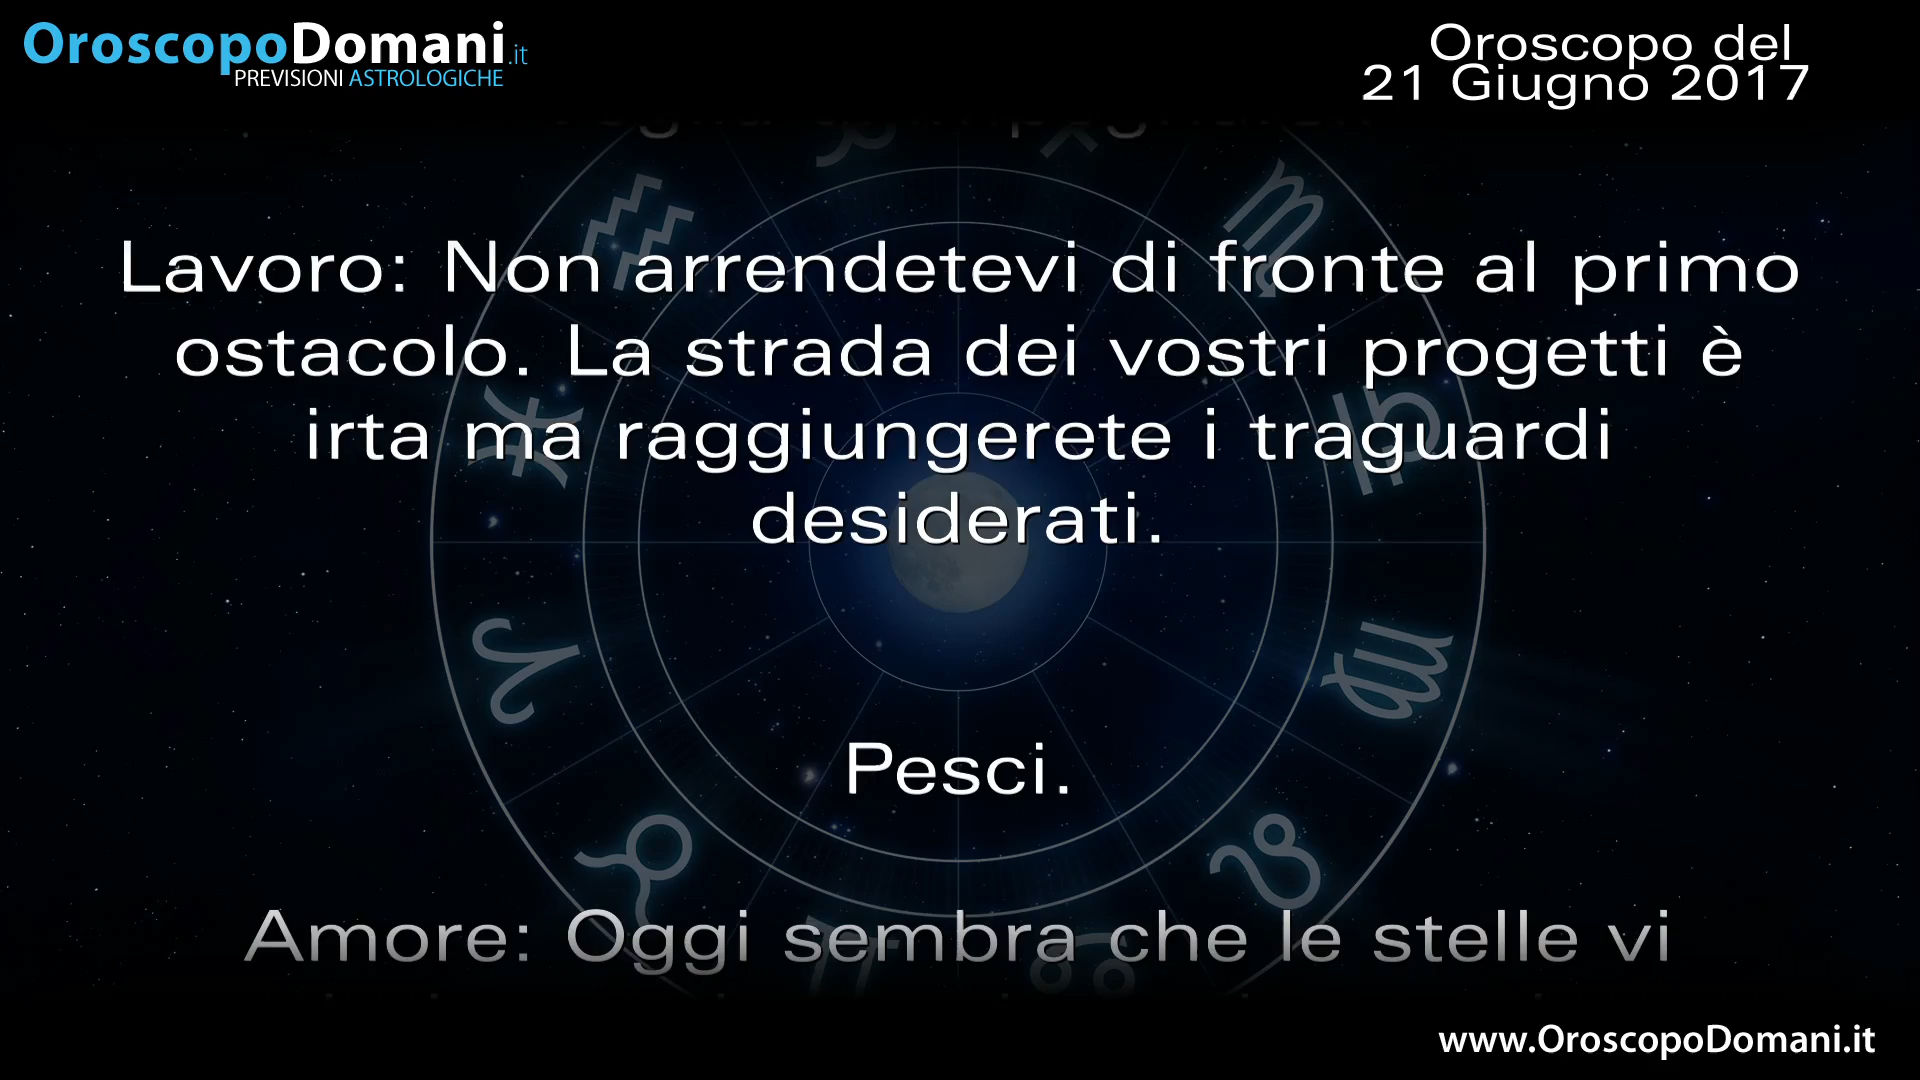 OroscopoDomani.it
PREVISIONI ASTROLOGICHE
Oroscopo del
21 Giugno 2017
Lavoro: Non arrendetevi di fronte al primo
ostacolo. La strada dei vostri progetti è
irta ma raggiungerete i traguardi
desiderati.
Pesci.
Amore: Oggi sembra che le stelle vi
www.OroscopoDomani.it